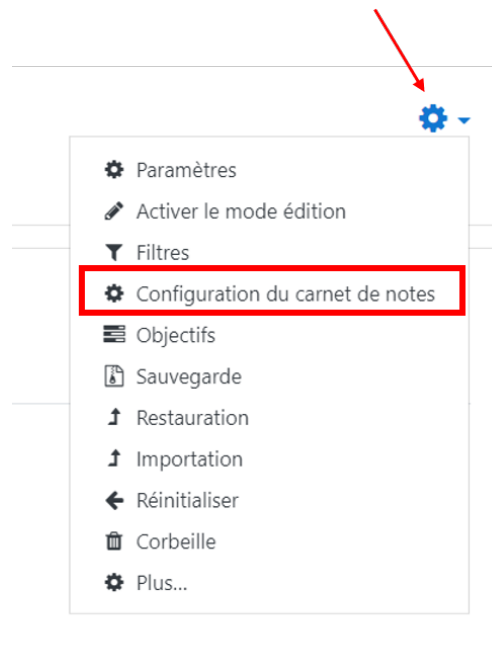 Paramètres
Activer le mode édition
Filtres
Configuration du carnet de notes
Objectifs
Sauvegarde
Restauration
Importation
Réinitialiser
Corbeille
Plus...